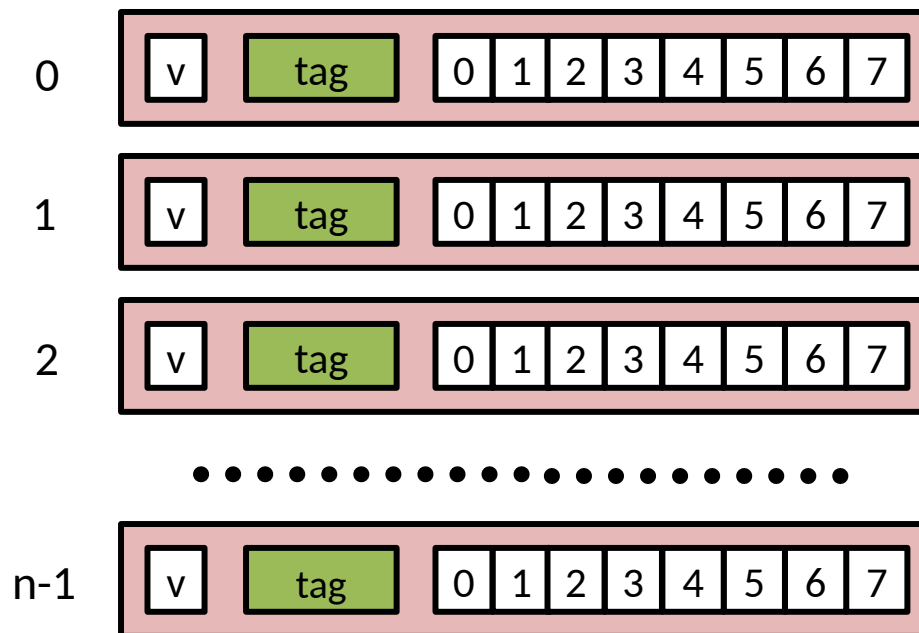 0 v tag 0 1 2 3 4 5 6 7
1 v tag 0 1 2 3 4 5 6 7
2 v tag 0 1 2 3 4 5 6 7
n-1 v tag 0 1 2 3 4 5 6 7